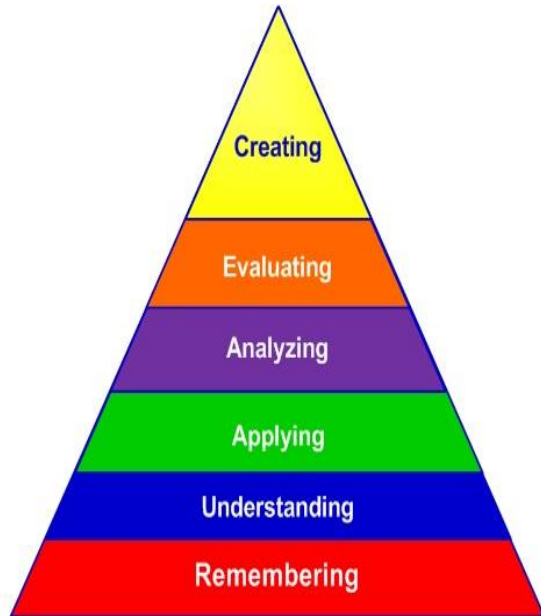 Creating
Evaluating
Analyzing
Applying
Understanding
Remembering